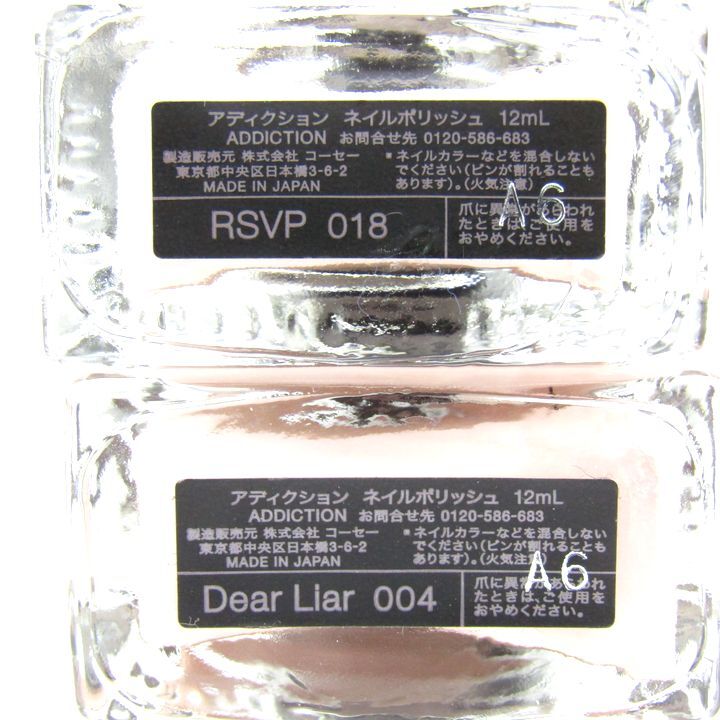 アディクション ネイルポリッシュ 12mL
ADDICTION お問合せ先 0120-586-683
製造販売元 株式会社 コーセー
東京都中央区日本橋3-6-2
MADE IN JAPAN
■ネイルカラーなどを混合しない
でください(ビンが割れることも
あります)。(火気注意)
RSVP 018
爪に異常があらわれ
たときは、ご使用を
おやめください。
A6
アディクション ネイルポリッシュ 12mL
ADDICTION お問合せ先 0120-586-683
製造販売元 株式会社 コーセー
東京都中央区日本橋3-6-2
MADE IN JAPAN
■ネイルカラーなどを混合しない
でください(ビンが割れることも
あります)。(火気注意)
Dear Liar 004
爪に異常があらわれ
たときは、ご使用を
おやめください。
A6